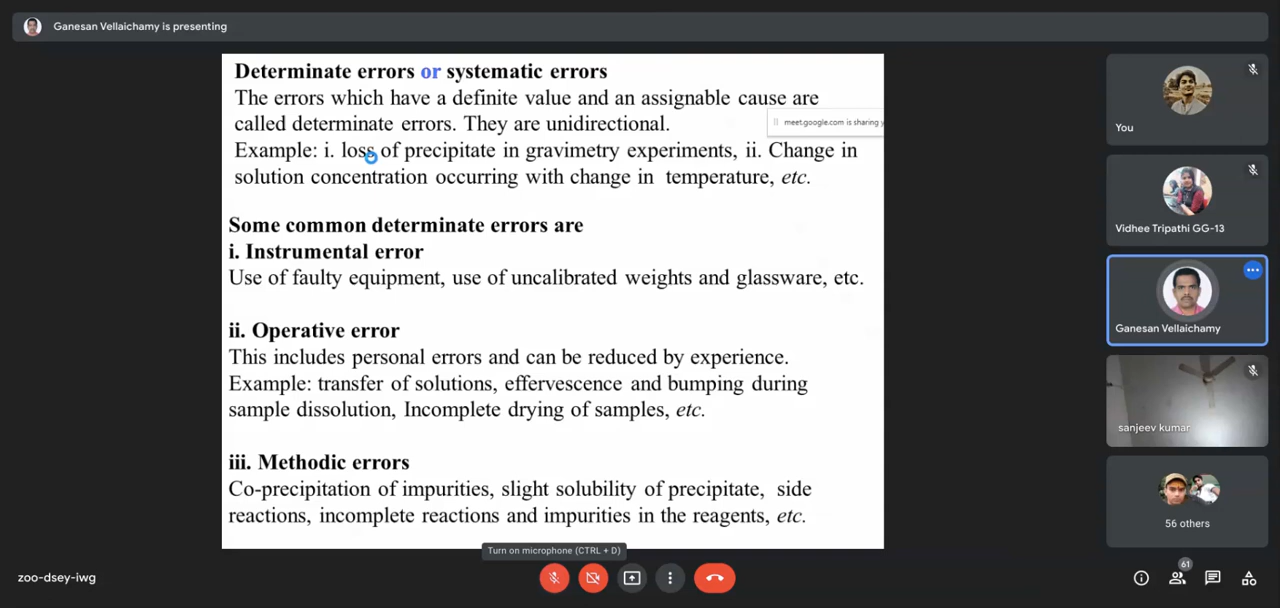 Ganesan Vellaichamy is presenting
Determinate errors or systematic errors
The errors which have a definite value and an assignable cause are
called determinate errors. They are unidirectional.
meet.google.com is sharing y
Example: i. loss of precipitate in gravimetry experiments, ii. Change in
solution concentration occurring with change in temperature, etc.
Some common determinate errors are
i. Instrumental error
Use of faulty equipment, use of uncalibrated weights and glassware, etc.
ii. Operative error
This includes personal errors and can be reduced by experience.
Example: transfer of solutions, effervescence and bumping during
sample dissolution, Incomplete drying of samples, etc.
iii. Methodic errors
Co-precipitation of impurities, slight solubility of precipitate, side
reactions, incomplete reactions and impurities in the reagents, etc.
You
Vidhee Tripathi GG-13
Ganesan Vellaichamy
sanjeev kumar
56 others
Turn on microphone (CTRL + D)
zoo-dsey-iwg
61